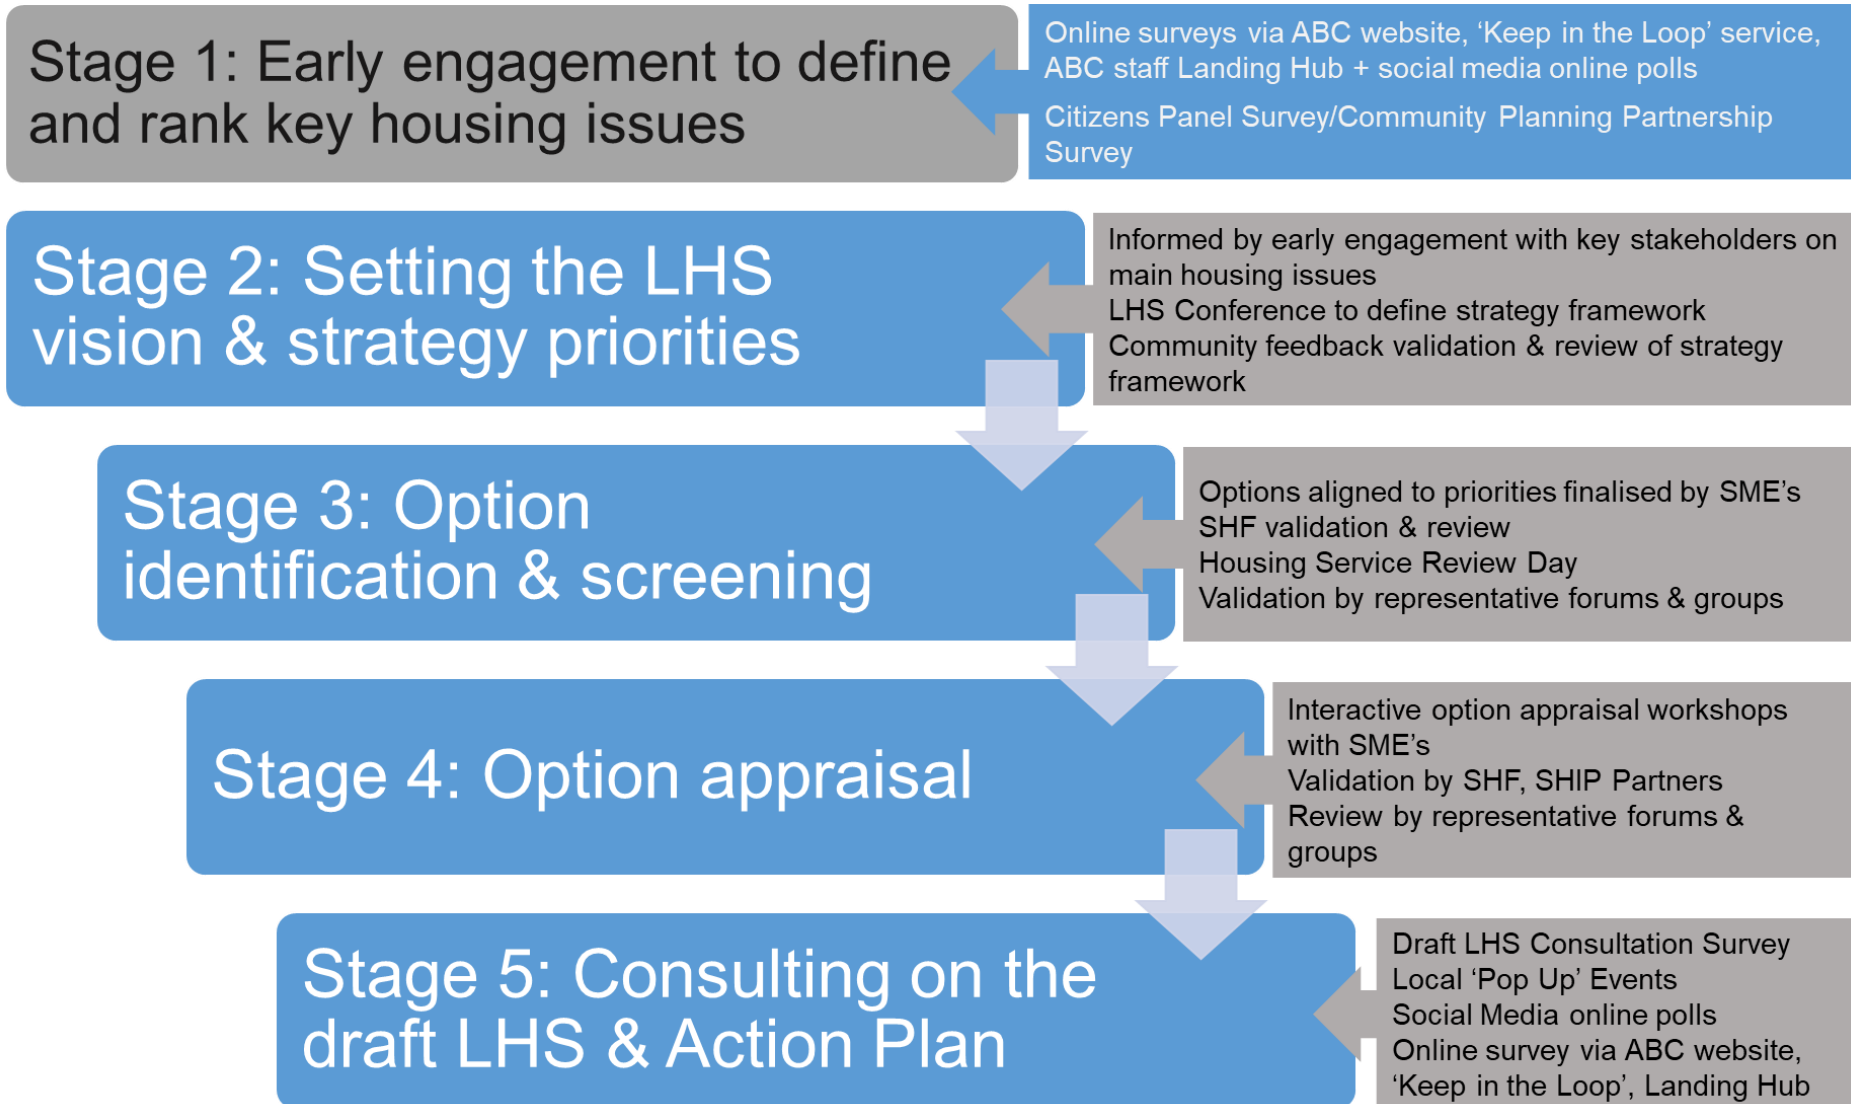 Stage 1: Early engagement to define
and rank key housing issues
Online surveys via ABC website, ‘Keep in the Loop’ service,
ABC staff Landing Hub + social media online polls
Citizens Panel Survey/Community Planning Partnership
Survey
Stage 2: Setting the LHS
vision & strategy priorities
Informed by early engagement with key stakeholders on
main housing issues
LHS Conference to define strategy framework
Community feedback validation & review of strategy
framework
Stage 3: Option
identification & screening
Options aligned to priorities finalised by SME’s
SHF validation & review
Housing Service Review Day
Validation by representative forums & groups
Stage 4: Option appraisal
Interactive option appraisal workshops
with SME’s
Validation by SHF, SHIP Partners
Review by representative forums &
groups
Stage 5: Consulting on the
draft LHS & Action Plan
Draft LHS Consultation Survey
Local ‘Pop Up’ Events
Social Media online polls
Online survey via ABC website,
‘Keep in the Loop’, Landing Hub